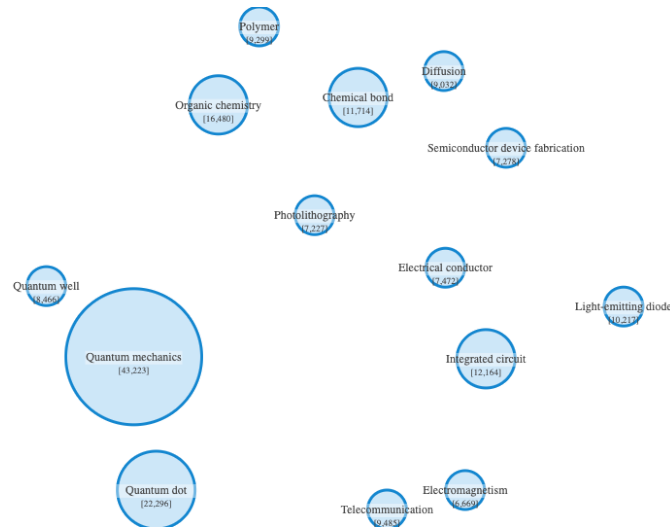 Polymer
[9,299]
Diffusion
[9,032]
Chemical bond
[11,714]
Organic chemistry
[16,480]
Semiconductor device fabrication
[7,278]
Photolithography
[7,227]
Electrical conductor
[7,472]
Quantum well
[8,466]
Light-emitting diode
[10,217]
Quantum mechanics
[43,223]
Integrated circuit
[12,164]
Quantum dot
[22,296]
Electromagnetism
[6,669]
Telecommunication
[9,485]